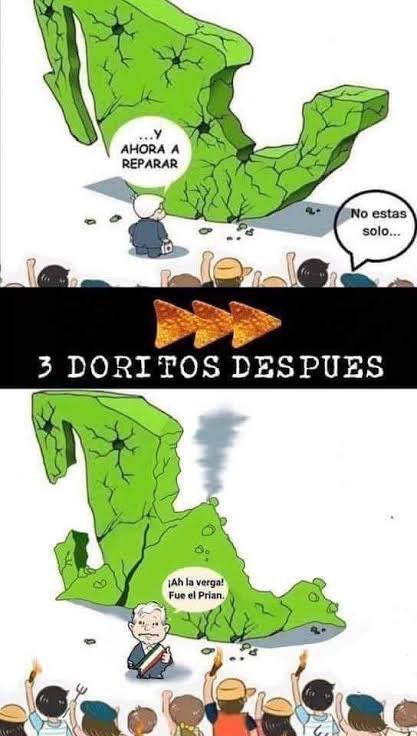 ...Y
AHORA A
REPARAR
No estas
solo...
3 DORITOS DESPUES
¡Ah la verga!
Fue el Prian.